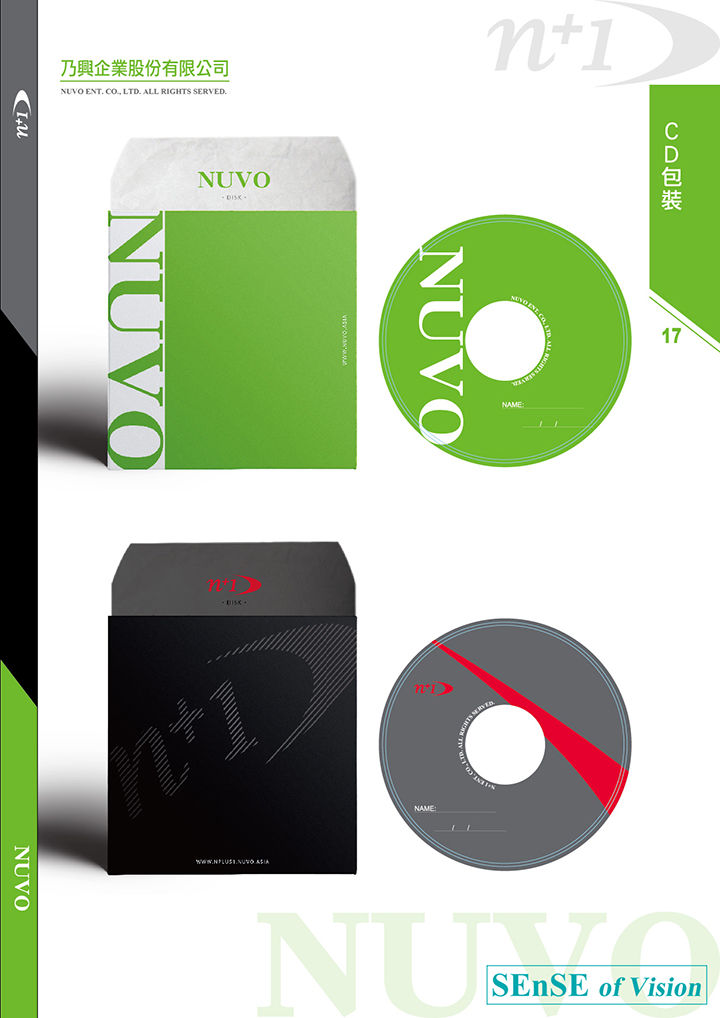 n+1
乃興企業股份有限公司
NUVO ENT. CO., LTD. ALL RIGHTS SERVED.
n+1
CD包裝
17
NUVO
- DISK -
NUVO
NUVO
NUVO ENT. CO., LTD. ALL RIGHTS SERVED.
NAME:
/ /
n+1
- DISK -
n+1
WWW.NPLUS1.NUVO.ASIA
n+1
N+1 ENT. CO., LTD. ALL RIGHTS SERVED.
NAME:
/ /
NUVO
NUVO
SEnSE of Vision